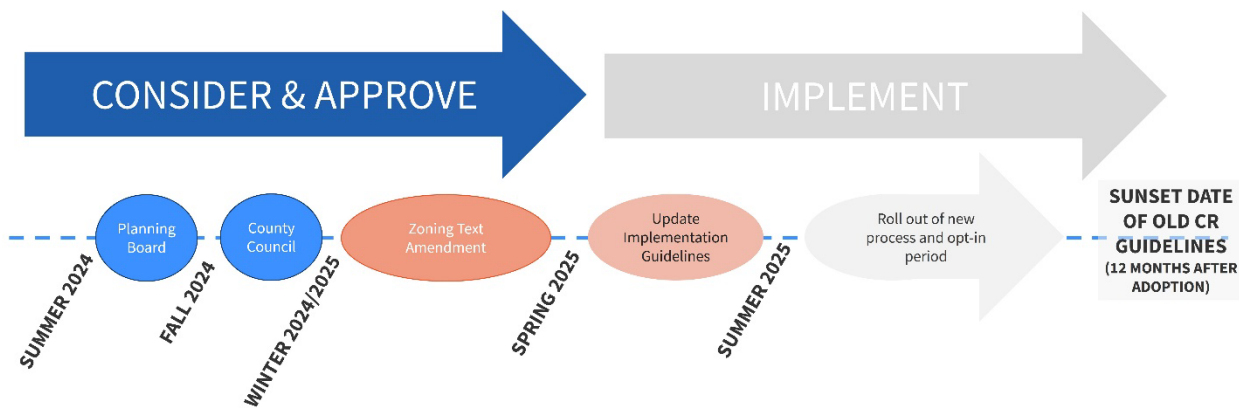 CONSIDER & APPROVE
IMPLEMENT
Planning
Board
County
Council
Zoning Text
Amendment
Update
Implementation
Guidelines
Roll out of new
process and opt-in
period
SUNSET DATE
OF OLD CR
GUIDELINES
(12 MONTHS AFTER
ADOPTION)
SUMMER 2024
FALL 2024
WINTER 2024/2025
SPRING 2025
SUMMER 2025